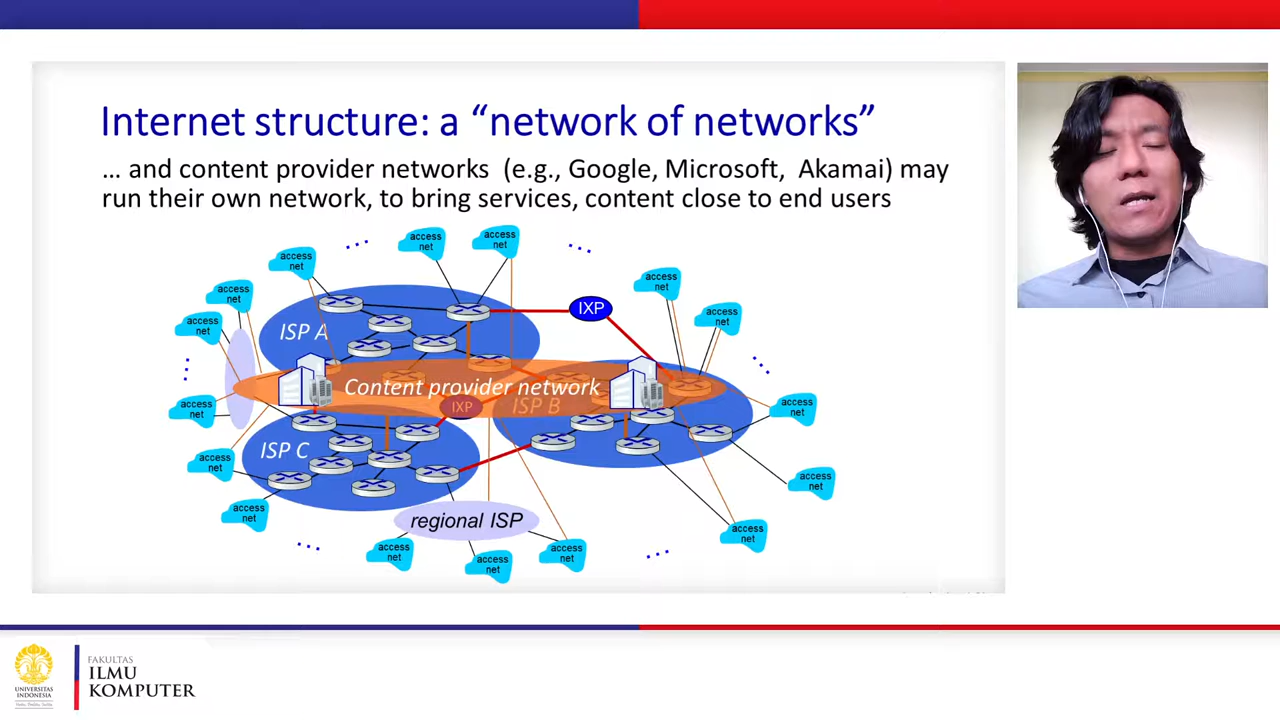 Internet structure: a “network of networks”
… and content provider networks (e.g., Google, Microsoft, Akamai) may
run their own network, to bring services, content close to end users
access
net
access
net
access
net
access
net
access
net
access
net
access
net
access
net
access
net
access
net
access
net
access
net
access
net
access
net
access
net
access
net
IXP
ISP A
Content provider network
IXP
ISP B
ISP C
regional ISP
UNIVERSITAS
INDONESIA
FAKULTAS
ILMU
KOMPUTER